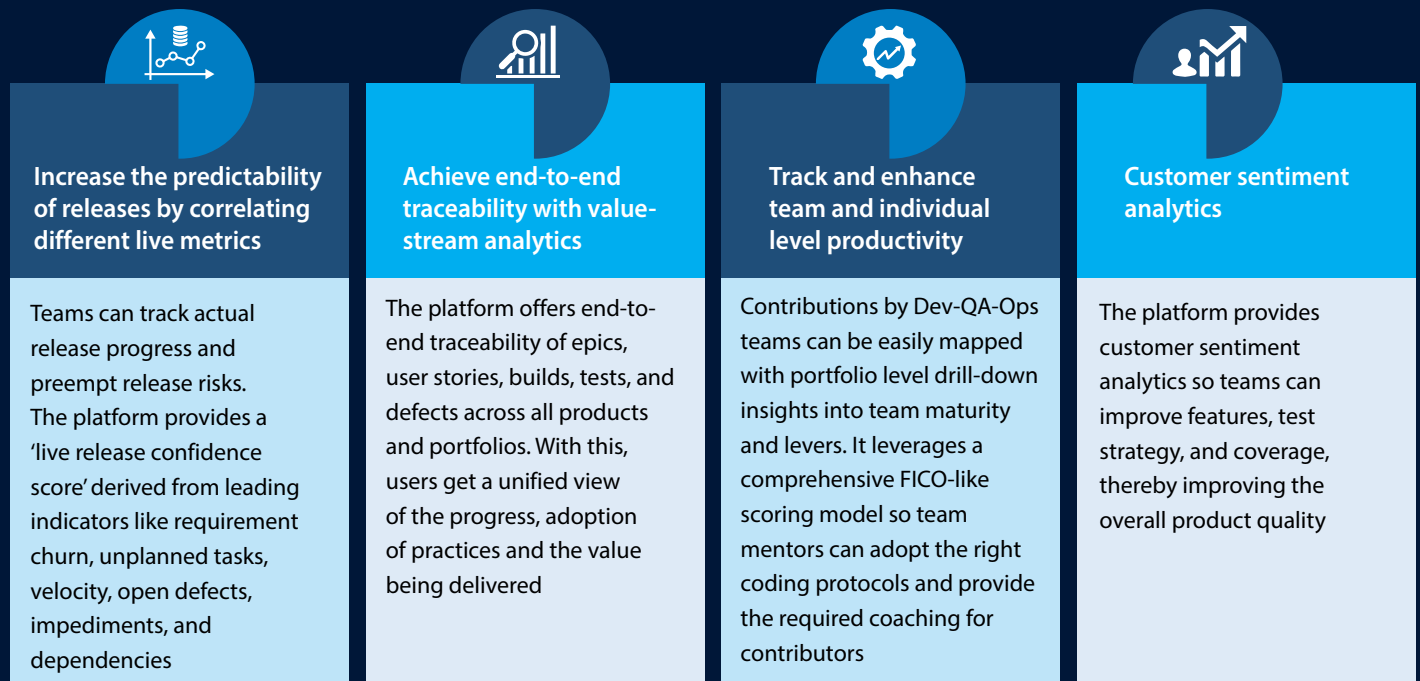 Increase the predictability
of releases by correlating
different live metrics
Teams can track actual
release progress and
preempt release risks.
The platform provides a
‘live release confidence
score’ derived from leading
indicators like requirement
churn, unplanned tasks,
velocity, open defects,
impediments, and
dependencies
Achieve end-to-end
traceability with value-
stream analytics
The platform offers end-to-
end traceability of epics,
user stories, builds, tests, and
defects across all products
and portfolios. With this,
users get a unified view
of the progress, adoption
of practices and the value
being delivered
Track and enhance
team and individual
level productivity
Contributions by Dev-QA-Ops
teams can be easily mapped
with portfolio level drill-down
insights into team maturity
and levers. It leverages a
comprehensive FICO-like
scoring model so team
mentors can adopt the right
coding protocols and provide
the required coaching for
contributors
Customer sentiment
analytics
The platform provides
customer sentiment
analytics so teams can
improve features, test
strategy, and coverage,
thereby improving the
overall product quality